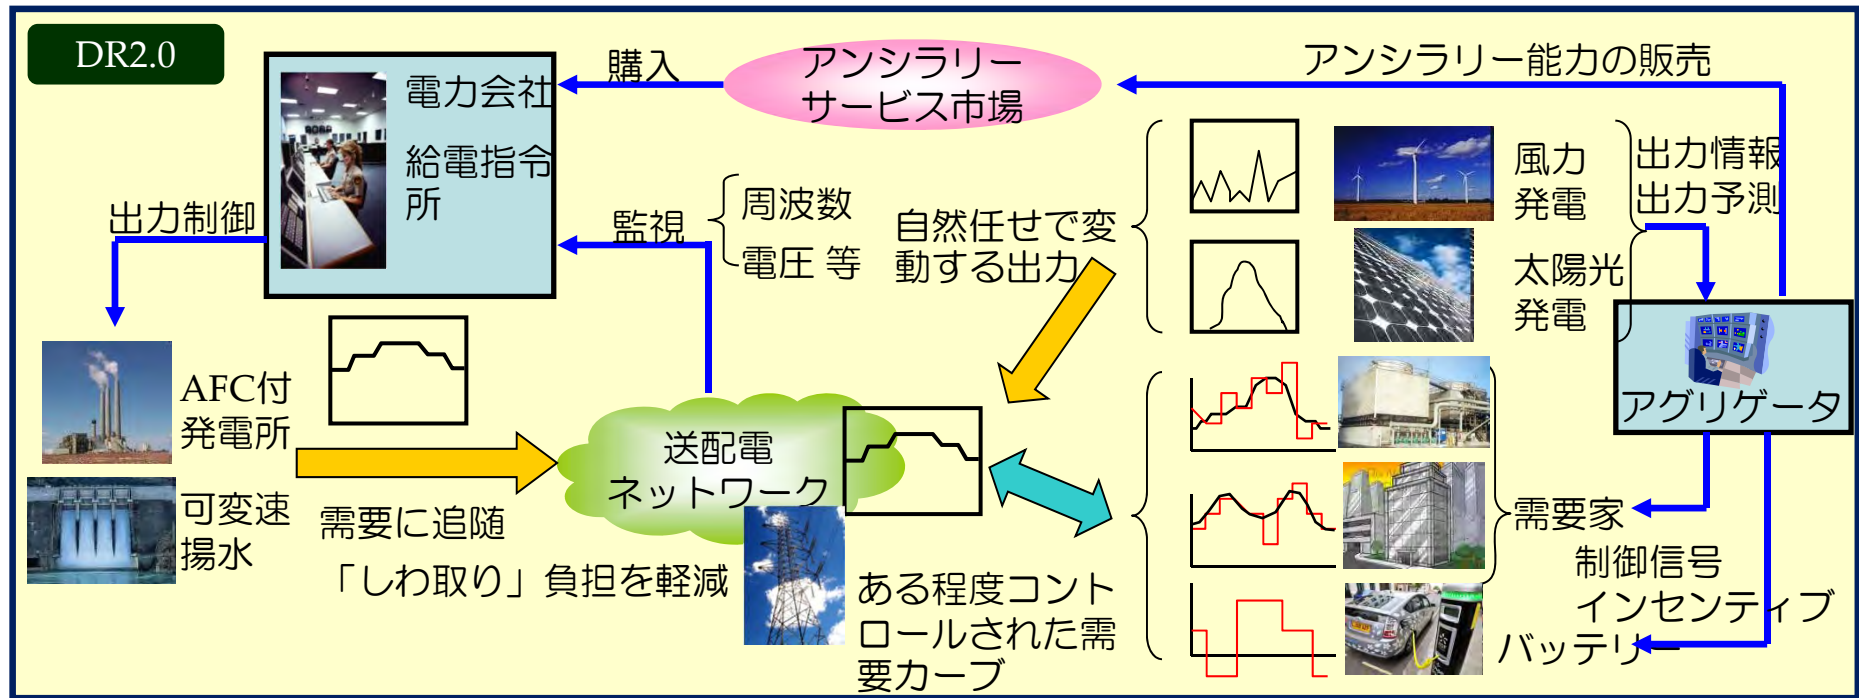 DR2.0
電力会社
給電指令
所
購入
アンシラリー
サービス市場
アンシラリー能力の販売
出力制御
監視
周波数
電圧 等
自然任せで変
動する出力
風力
発電
太陽光
発電
出力情報
出力予測
アグリゲータ
AFC付
発電所
可変速
揚水
需要に追随
「しわ取り」負担を軽減
送配電
ネットワーク
ある程度コント
ロールされた需
要カーブ
需要家
制御信号
インセンティブ
バッテリー